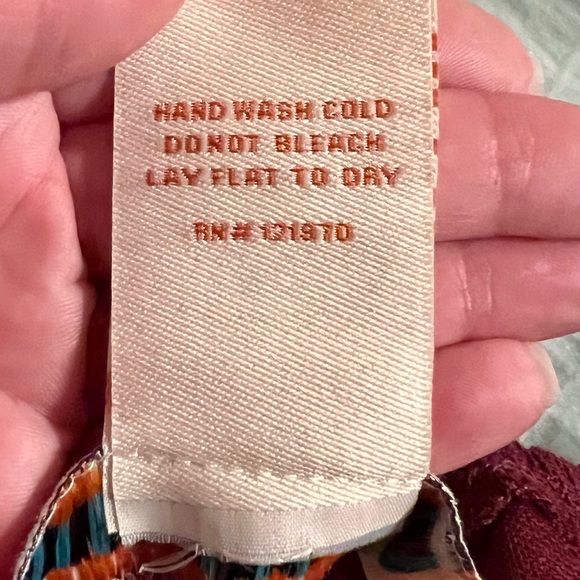 HAND WASH COLD
DO NOT BLEACH
LAY FLAT TO DRY
RN# 121970